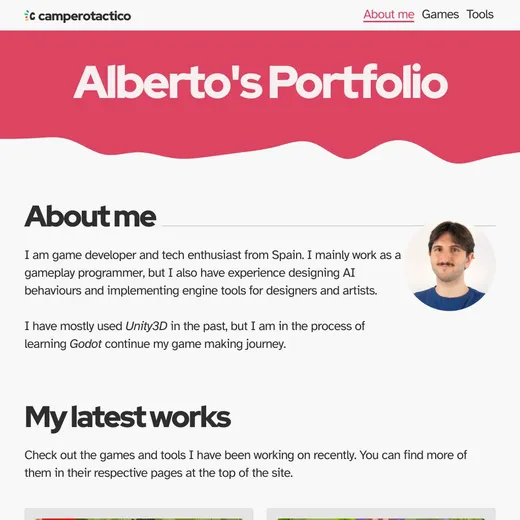 camperotactico
About me Games Tools
Alberto's Portfolio
About me
I am game developer and tech enthusiast from Spain. I mainly work as a
gameplay programmer, but I also have experience designing AI
behaviours and implementing engine tools for designers and artists.
I have mostly used Unity3D in the past, but I am in the process of
learning Godot continue my game making journey.
My latest works
Check out the games and tools I have been working on recently. You can find more of
them in their respective pages at the top of the site.